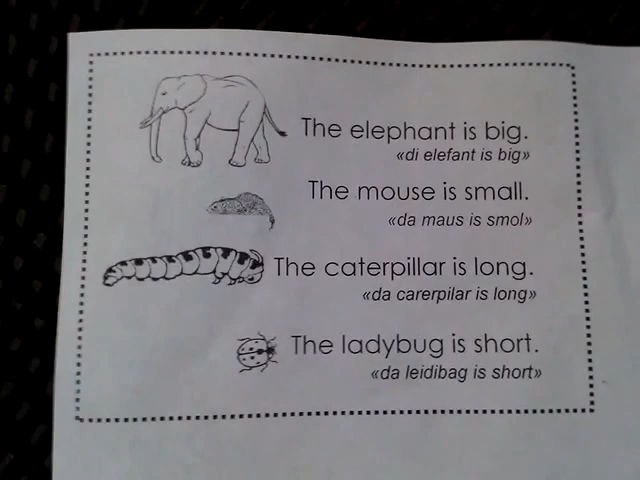 The elephant is big.
«di elefant is big»
The mouse is small.
«da maus is smol»
The caterpillar is long.
«da carerpilar is long»
The ladybug is short.
«da leidibag is short»